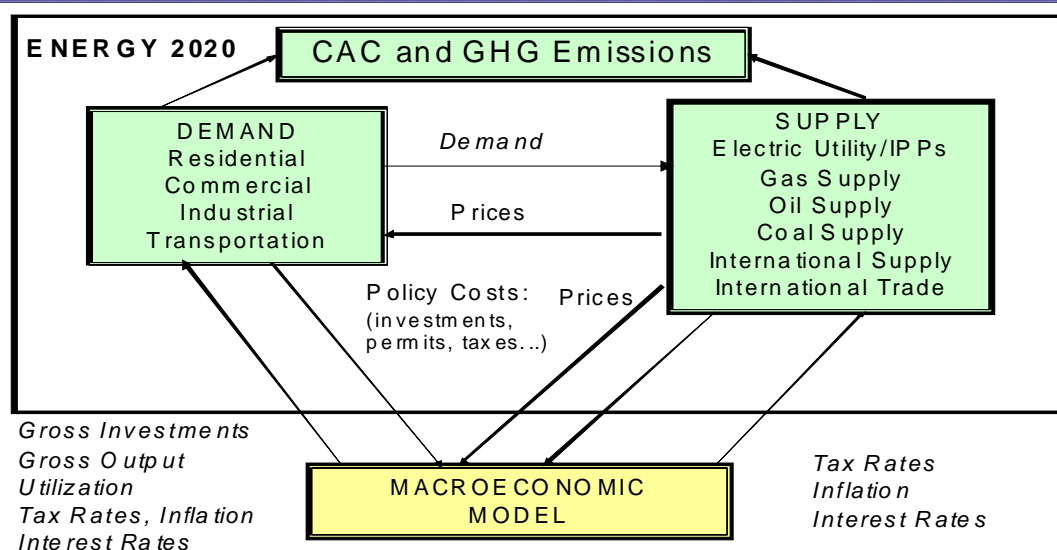 ENERGY 2020
CAC and GHG Emissions
DEMAND
Residential
Commercial
Industrial
Transportation
Demand
Prices
SUPPLY
Electric Utility/IPPs
Gas Supply
Oil Supply
Coal Supply
International Supply
International Trade
Policy Costs:
(investments,
permits, taxes...)
Prices
Gross Investments
Gross Output
Utilization
Tax Rates, Inflation
Interest Rates
MACROECONOMIC
MODEL
Tax Rates
Inflation
Interest Rates